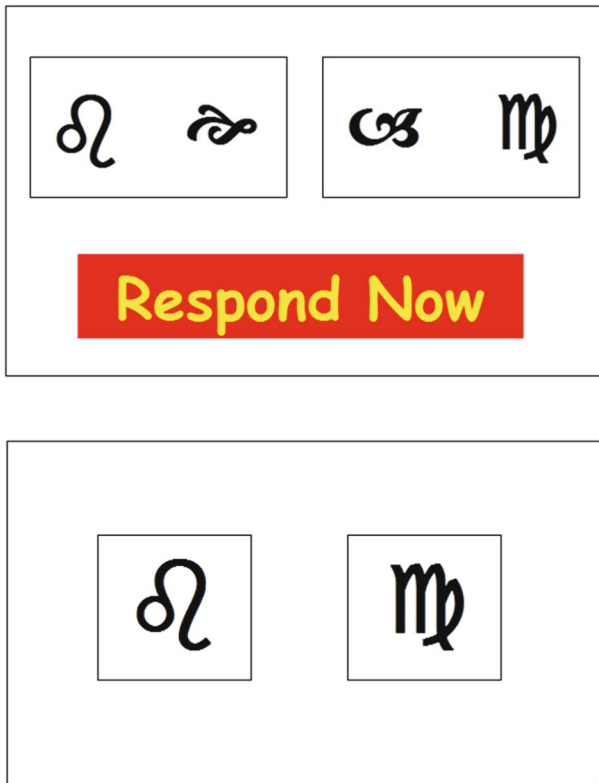 ♌ 🙢 ☙ ♍
Respond Now
♌ ♍